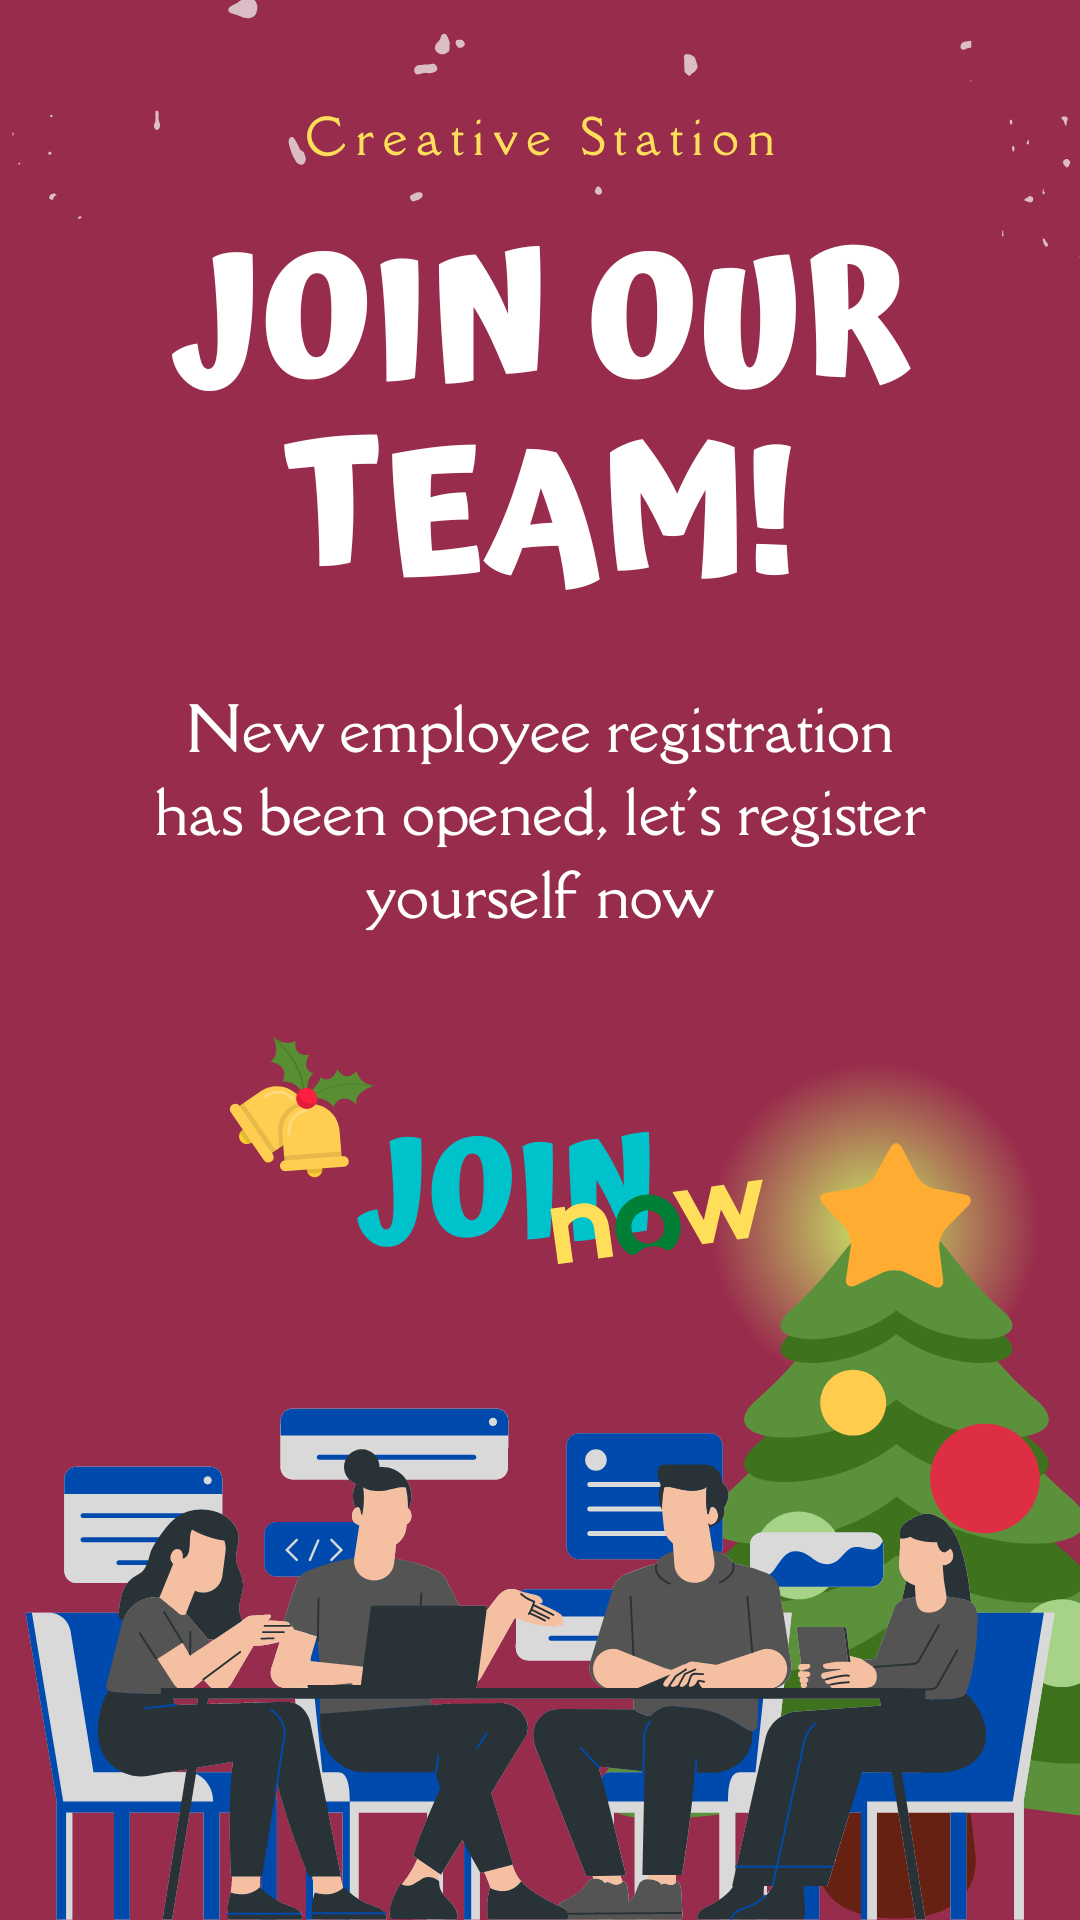 Creative Station
JOIN OUR
TEAM!
New employee registration
has been opened, let's register
yourself now
JOIN
now
</>